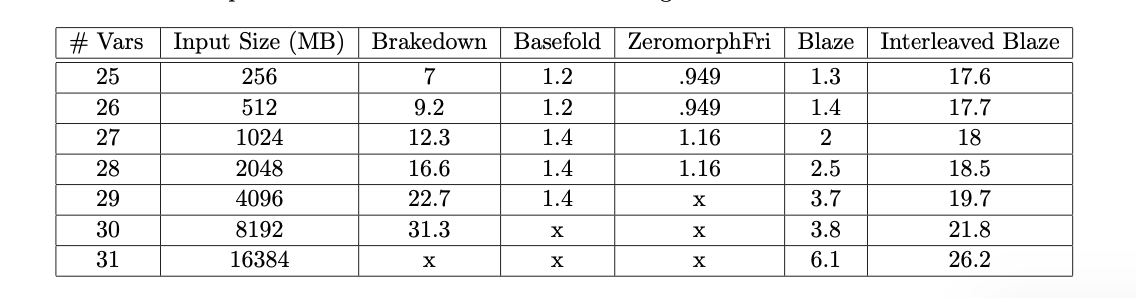 # Vars Input Size (MB) Brakedown Basefold ZeromorphFri Blaze Interleaved Blaze
25 256 7 1.2 .949 1.3 17.6
26 512 9.2 1.2 .949 1.4 17.7
27 1024 12.3 1.4 1.16 2 18
28 2048 16.6 1.4 1.16 2.5 18.5
29 4096 22.7 1.4 x 3.7 19.7
30 8192 31.3 x x 3.8 21.8
31 16384 x x x 6.1 26.2